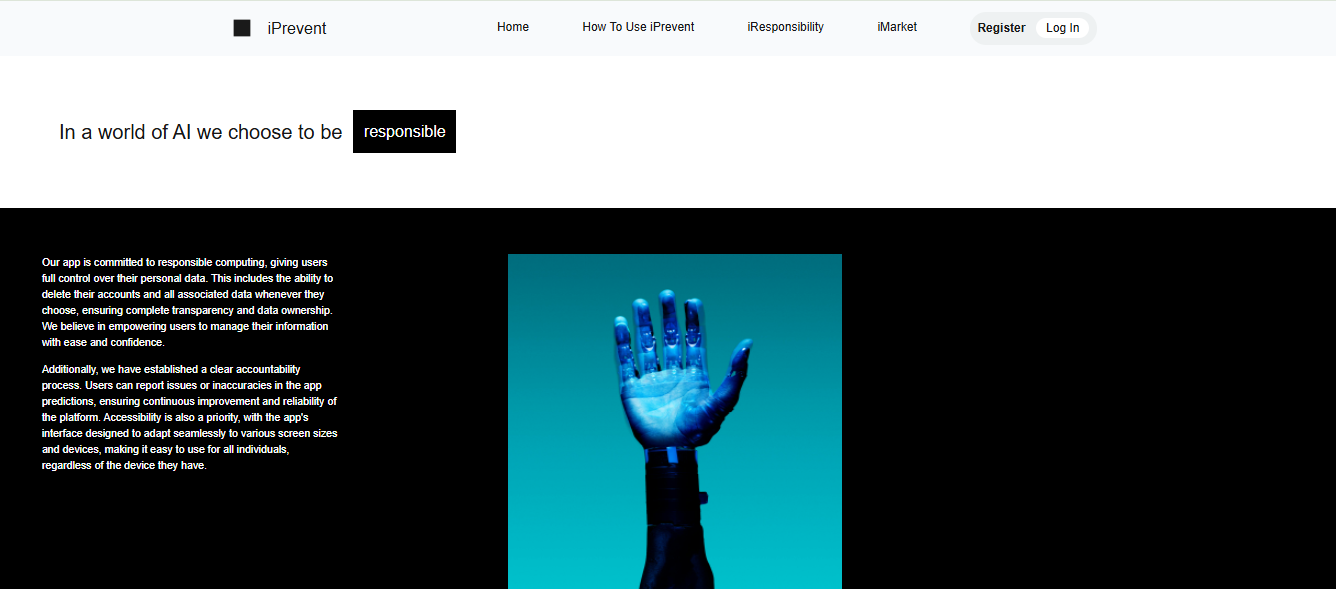 iPrevent
Home
How To Use iPrevent
iResponsibility
iMarket
Register
Log In
In a world of AI we choose to be responsible
Our app is committed to responsible computing, giving users
full control over their personal data. This includes the ability to
delete their accounts and all associated data whenever they
choose, ensuring complete transparency and data ownership.
We believe in empowering users to manage their information
with ease and confidence.
Additionally, we have established a clear accountability
process. Users can report issues or inaccuracies in the app
predictions, ensuring continuous improvement and reliability of
the platform. Accessibility is also a priority, with the app's
interface designed to adapt seamlessly to various screen sizes
and devices, making it easy to use for all individuals,
regardless of the device they have.